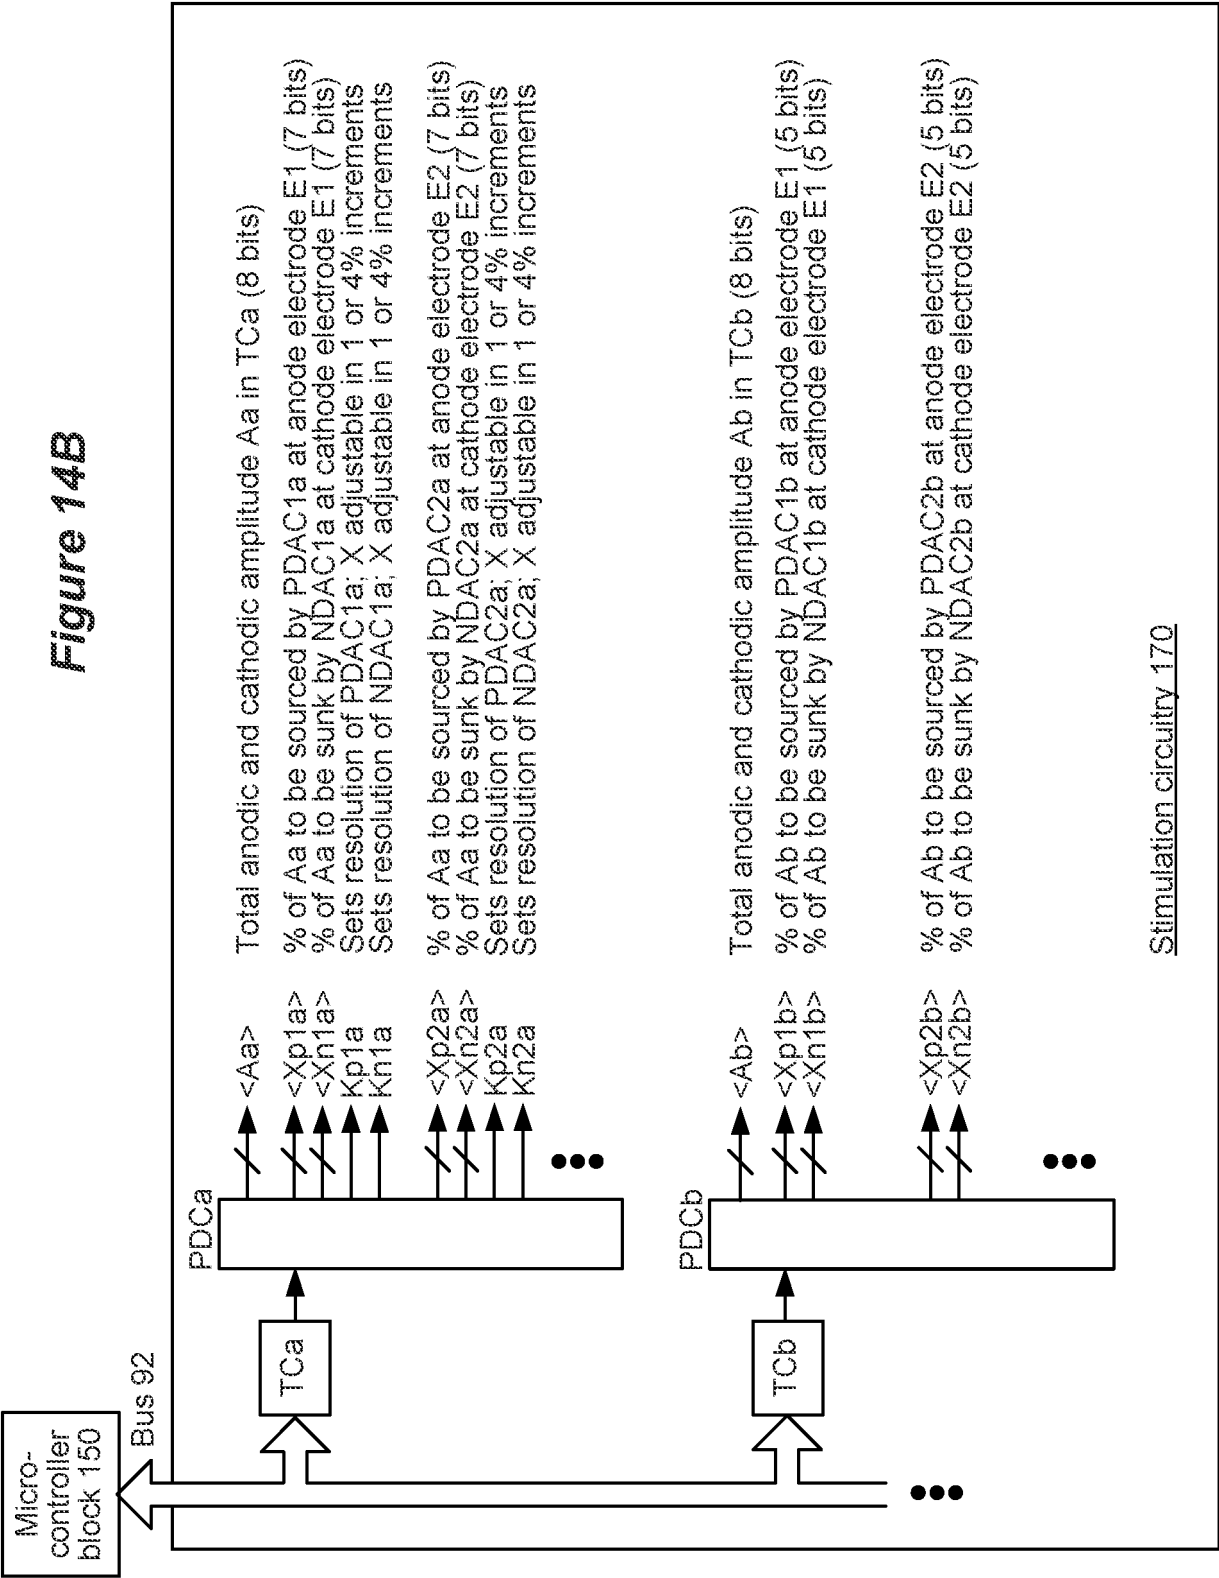 Figure 14B
Micro-
controller
block 150
Bus 92
TCa
PDCa
<Aa> Total anodic and cathodic amplitude Aa in TCa (8 bits)
<Xp1a> % of Aa to be sourced by PDAC1a at anode electrode E1 (7 bits)
<Xn1a> % of Aa to be sunk by NDAC1a at cathode electrode E1 (7 bits)
Kp1a Sets resolution of PDAC1a; X adjustable in 1 or 4% increments
Kn1a Sets resolution of NDAC1a; X adjustable in 1 or 4% increments
<Xp2a> % of Aa to be sourced by PDAC2a at anode electrode E2 (7 bits)
<Xn2a> % of Aa to be sunk by NDAC2a at cathode electrode E2 (7 bits)
Kp2a Sets resolution of PDAC2a; X adjustable in 1 or 4% increments
Kn2a Sets resolution of NDAC2a; X adjustable in 1 or 4% increments
TCb
PDCb
<Ab> Total anodic and cathodic amplitude Ab in TCb (8 bits)
<Xp1b> % of Ab to be sourced by PDAC1b at anode electrode E1 (5 bits)
<Xn1b> % of Ab to be sunk by NDAC1b at cathode electrode E1 (5 bits)
<Xp2b> % of Ab to be sourced by PDAC2b at anode electrode E2 (5 bits)
<Xn2b> % of Ab to be sunk by NDAC2b at cathode electrode E2 (5 bits)
Stimulation circuitry 170